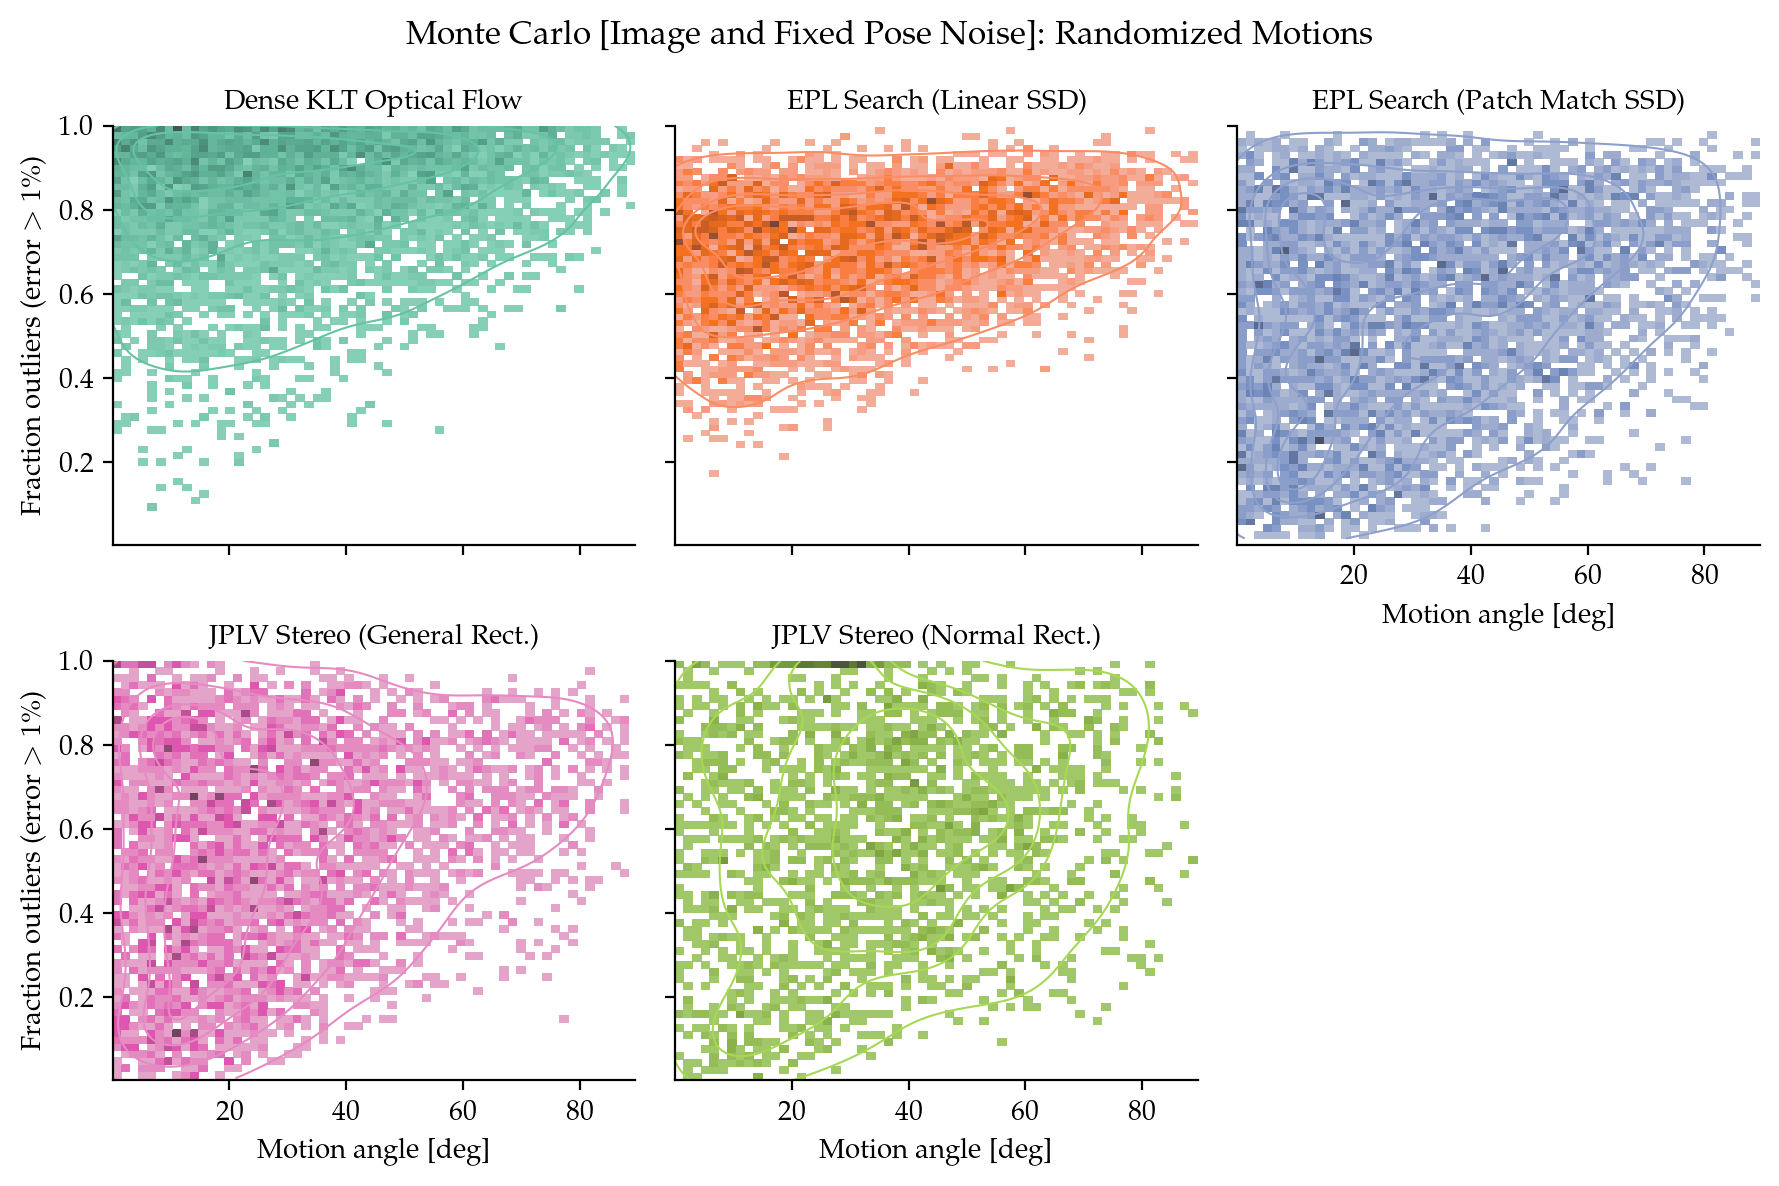 Monte Carlo [Image and Fixed Pose Noise]: Randomized Motions
Dense KLT Optical Flow
EPL Search (Linear SSD)
EPL Search (Patch Match SSD)
Fraction outliers (error > 1%)
1.0
0.8
0.6
0.4
0.2
20 40 60 80
Motion angle [deg]
JPLV Stereo (General Rect.)
JPLV Stereo (Normal Rect.)
Fraction outliers (error > 1%)
1.0
0.8
0.6
0.4
0.2
20 40 60 80
20 40 60 80
Motion angle [deg]
Motion angle [deg]